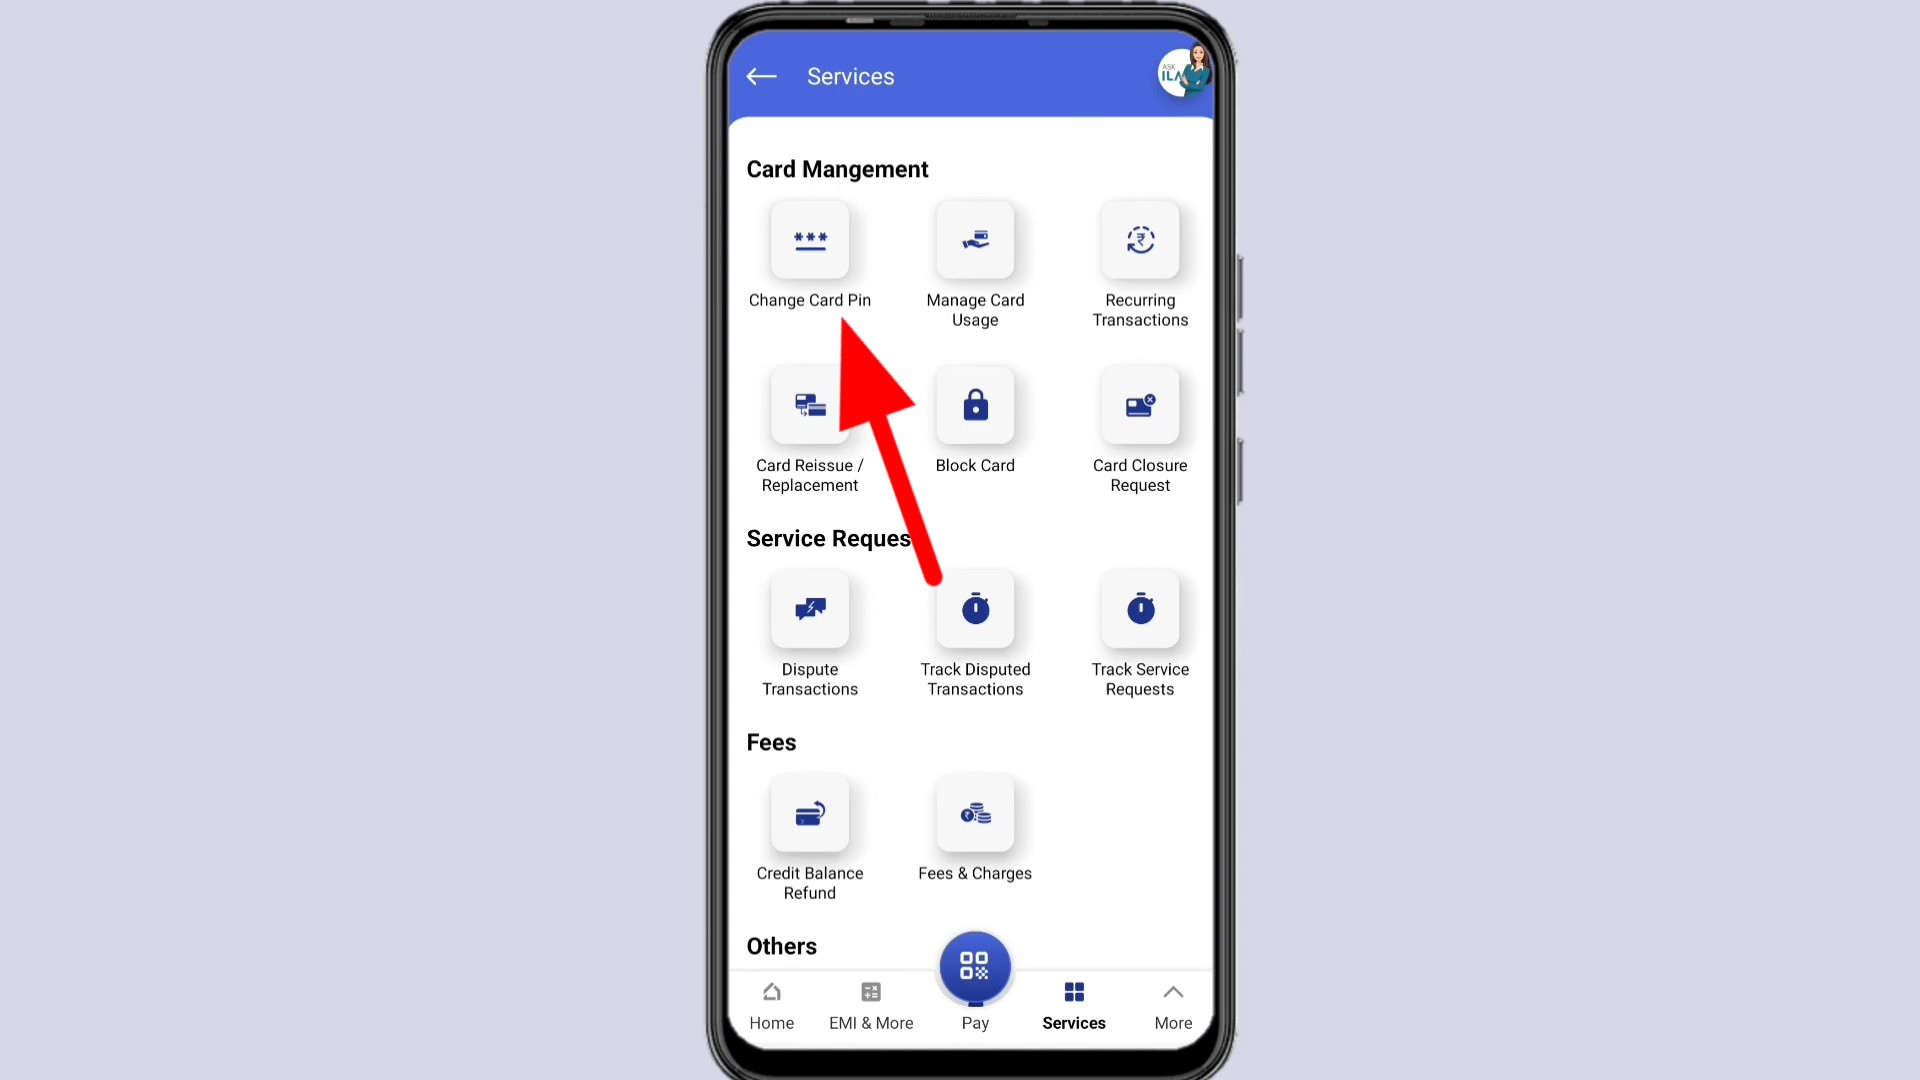 Services
ASK
ILA
Card Mangement
***
Change Card Pin
Manage Card
Usage
Recurring
Transactions
Card Reissue /
Replacement
Block Card
Card Closure
Request
Service Reques
Dispute
Transactions
Track Disputed
Transactions
Track Service
Requests
Fees
Credit Balance
Refund
Fees & Charges
Others
Home
EMI & More
Pay
Services
More